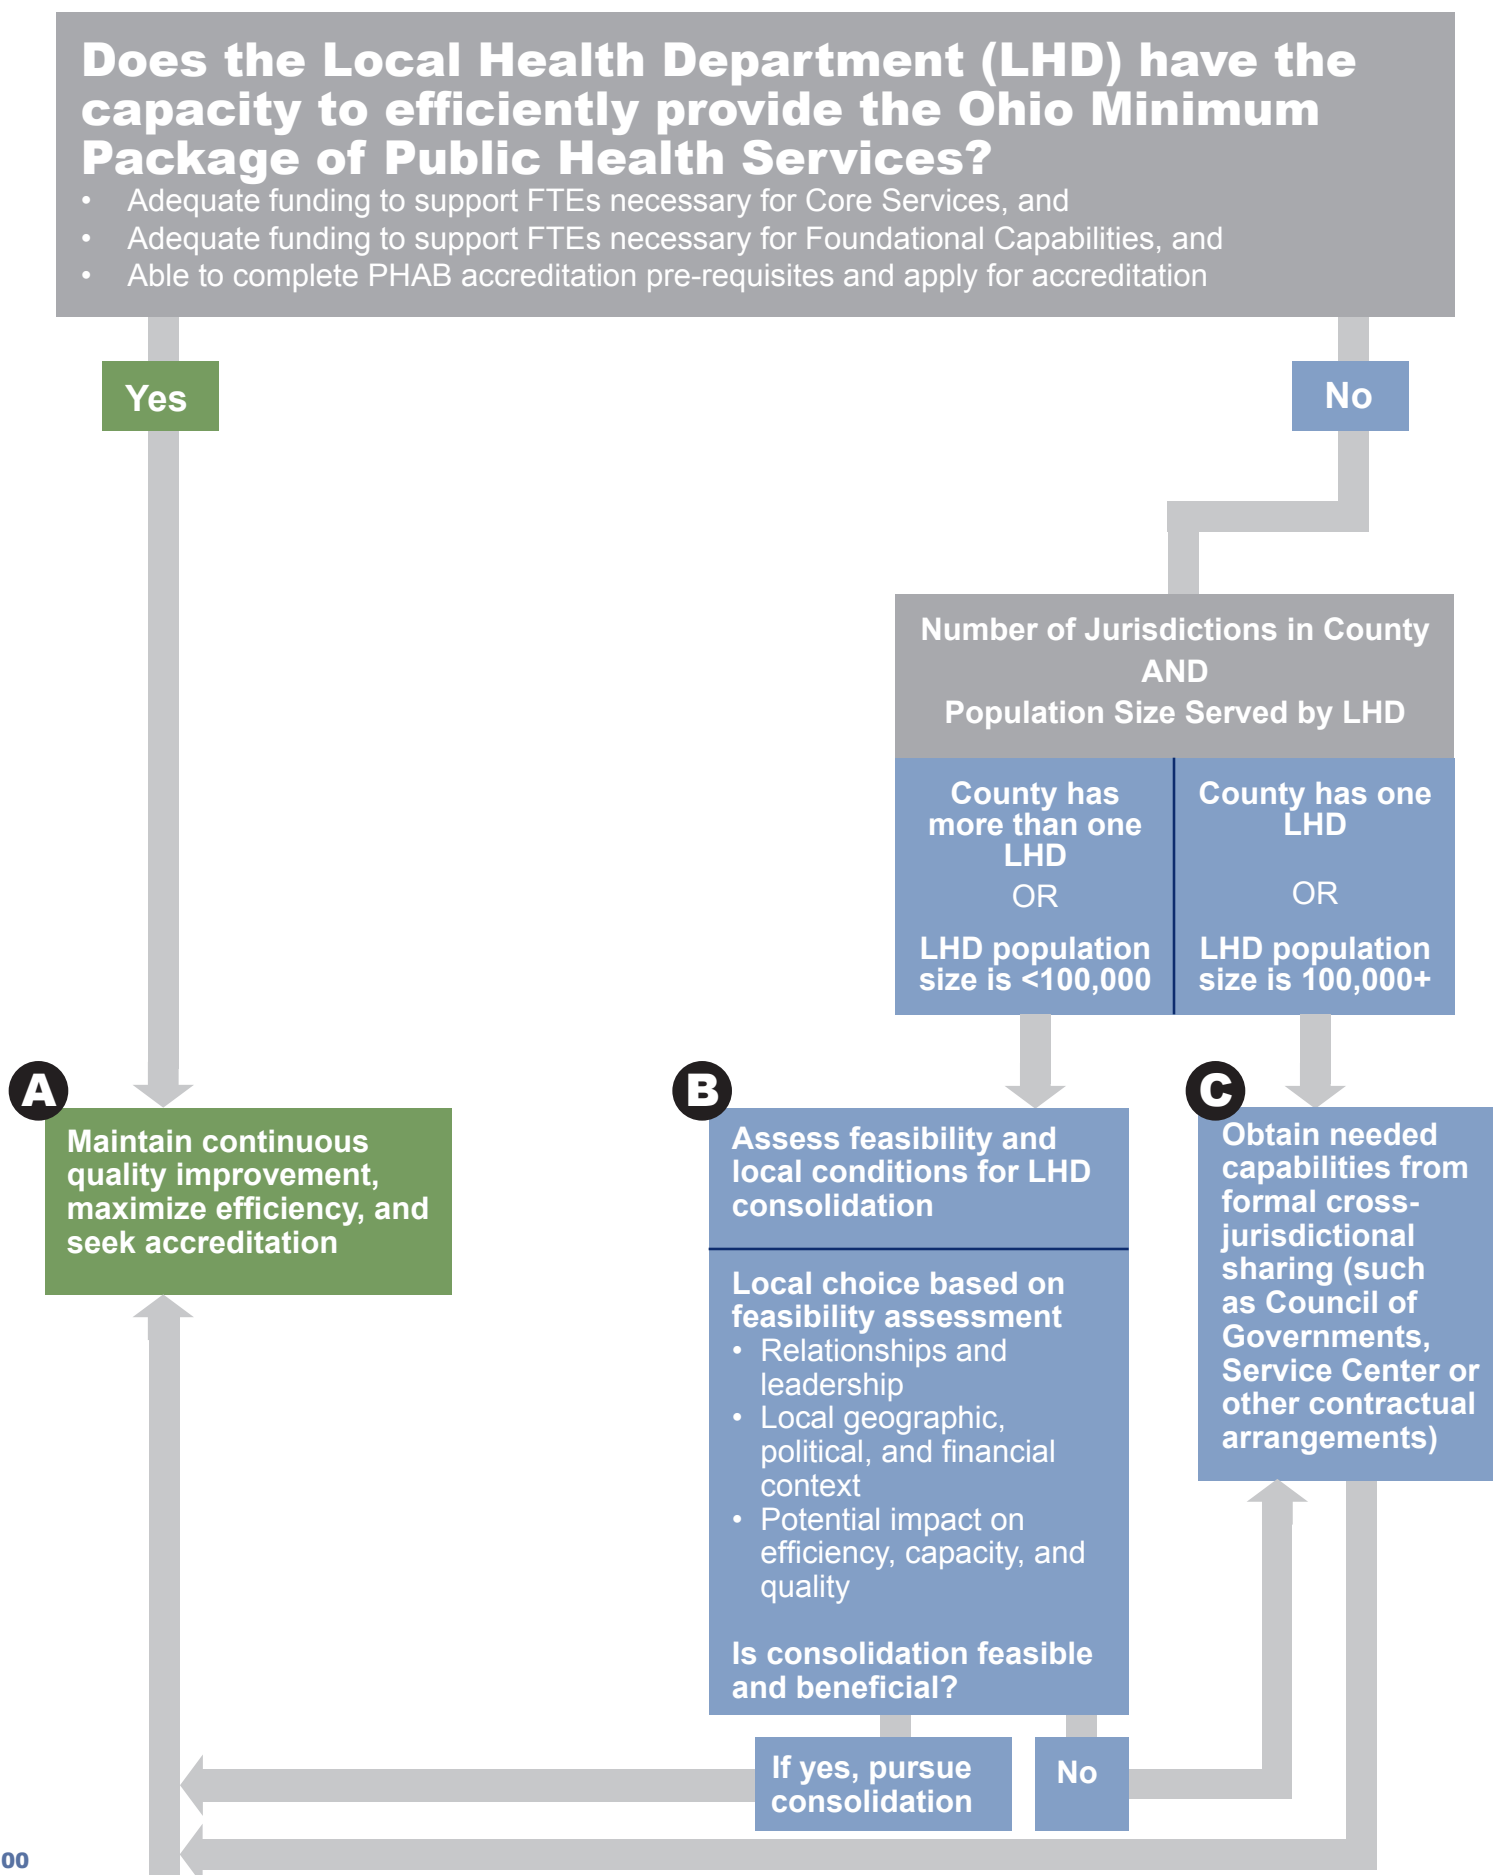 Does the Local Health Department (LHD) have the
capacity to efficiently provide the Ohio Minimum
Package of Public Health Services?
• Adequate funding to support FTEs necessary for Core Services, and
• Adequate funding to support FTEs necessary for Foundational Capabilities, and
• Able to complete PHAB accreditation pre-requisites and apply for accreditation
Yes
No
Number of Jurisdictions in County
AND
Population Size Served by LHD
County has
more than one
LHD
OR
LHD population
size is <100,000
County has one
LHD
OR
LHD population
size is 100,000+
A
Maintain continuous
quality improvement,
maximize efficiency, and
seek accreditation
B
Assess feasibility and
local conditions for LHD
consolidation
Local choice based on
feasibility assessment
• Relationships and
leadership
• Local geographic,
political, and financial
context
• Potential impact on
efficiency, capacity, and
quality
Is consolidation feasible
and beneficial?
If yes, pursue
consolidation
No
C
Obtain needed
capabilities from
formal cross-
jurisdictional
sharing (such
as Council of
Governments,
Service Center or
other contractual
arrangements)
00